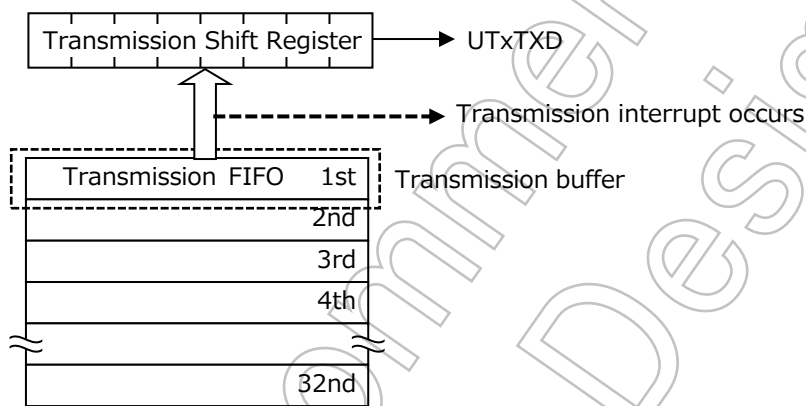 Transmission Shift Register
UTxTXD
Transmission interrupt occurs
Transmission FIFO 1st
Transmission buffer
2nd
3rd
4th
32nd